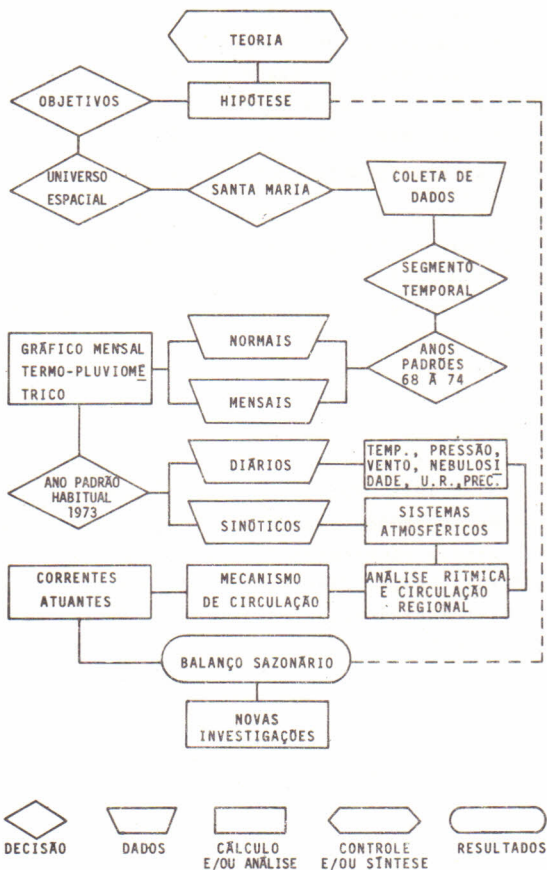 TEORIA
OBJETIVOS
HIPÓTESE
UNIVERSO
ESPACIAL
SANTA MARIA
COLETA DE
DADOS
SEGMENTO
TEMPORAL
GRÁFICO MENSAL
TERMO-PLUVIOMÉ
TRICO
NORMAIS
MENSAIS
ANOS
PADRÕES
68 A 74
ANO PADRÃO
HABITUAL
1973
DIÁRIOS
SINÓTICOS
TEMP., PRESSÃO,
VENTO, NEBULOSI
DADE, U.R.,PREC.
SISTEMAS
ATMOSFÉRICOS
CORRENTES
ATUANTES
MECANISMO
DE CIRCULAÇÃO
ANÁLISE RITMICA
E CIRCULAÇÃO
REGIONAL
BALANÇO SAZONÁRIO
NOVAS
INVESTIGAÇÕES
DECISÃO
DADOS
CÁLCULO
E/OU ANÁLISE
CONTROLE
E/OU SÍNTESE
RESULTADOS